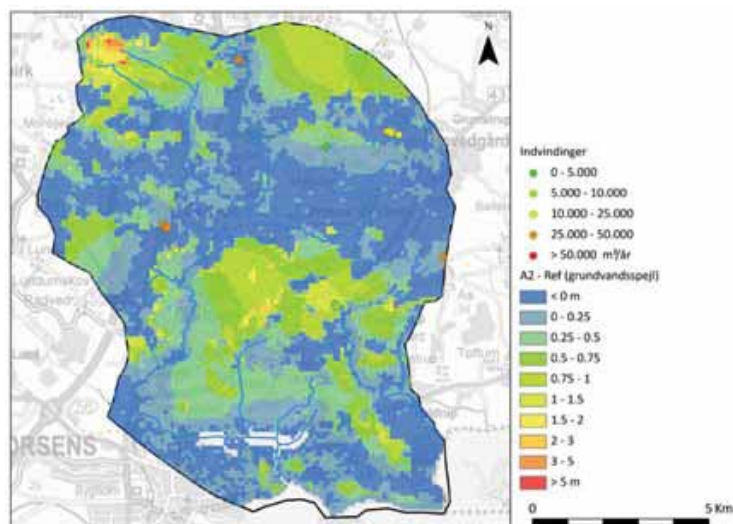 N
Indvindinger
0 - 5.000
5.000 - 10.000
10.000 - 25.000
25.000 - 50.000
> 50.000 m³/år
A2 - Ref (grundvandsspejl)
< 0 m
0 - 0.25
0.25 - 0.5
0.5 - 0.75
0.75 - 1
1 - 1.5
1.5 - 2
2 - 3
3 - 5
> 5 m
0
5 Km
ORSENS